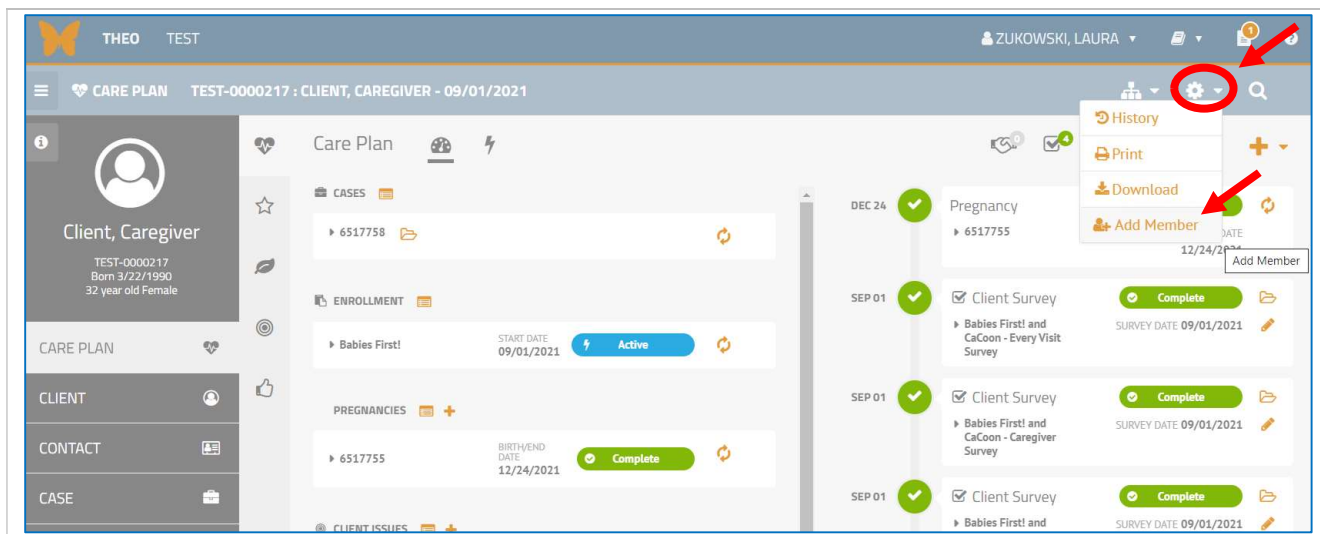 THEO TEST
ZUKOWSKI, LAURA
1
CARE PLAN TEST-0000217 : CLIENT, CAREGIVER - 09/01/2021
History
Print
Download
Add Member
Add Member
Client, Caregiver
TEST-0000217
Born 3/22/1990
32 year old Female
CARE PLAN
CLIENT
CONTACT
CASE
Care Plan
CASES
6517758
ENROLLMENT
Babies First!
START DATE
09/01/2021
Active
PREGNANCIES
6517755
BIRTH/END
DATE
12/24/2021
Complete
CLIENT ISSUES
0
4
DEC 24
Pregnancy
6517755
DATE
12/24/2021
SEP 01
Client Survey
Complete
Babies First! and
CaCoon - Every Visit
Survey
SURVEY DATE 09/01/2021
SEP 01
Client Survey
Complete
Babies First! and
CaCoon - Caregiver
Survey
SURVEY DATE 09/01/2021
SEP 01
Client Survey
Complete
Babies First! and
SURVEY DATE 09/01/2021